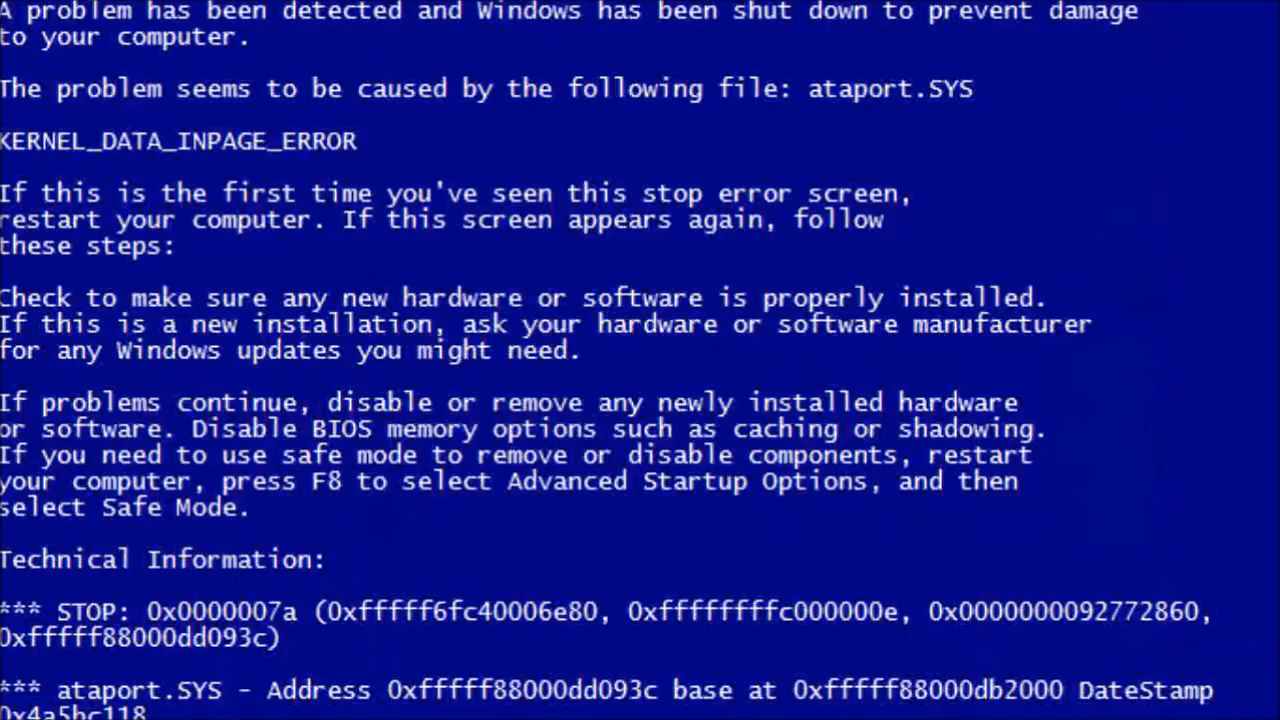 A problem has been detected and Windows has been shut down to prevent damage
to your computer.
The problem seems to be caused by the following file: ataport.SYS
KERNEL_DATA_INPAGE_ERROR
If this is the first time you've seen this stop error screen,
restart your computer. If this screen appears again, follow
these steps:
Check to make sure any new hardware or software is properly installed.
If this is a new installation, ask your hardware or software manufacturer
for any Windows updates you might need.
If problems continue, disable or remove any newly installed hardware
or software. Disable BIOS memory options such as caching or shadowing.
If you need to use safe mode to remove or disable components, restart
your computer, press F8 to select Advanced Startup Options, and then
select Safe Mode.
Technical Information:
*** STOP: 0x0000007a (0xfffff6fc40006e80, 0xffffffffc000000e, 0x0000000092772860,
0xfffff88000dd093c)
*** ataport.SYS - Address 0xfffff88000dd093c base at 0xfffff88000db2000 DateStamp
0x4a5bc118